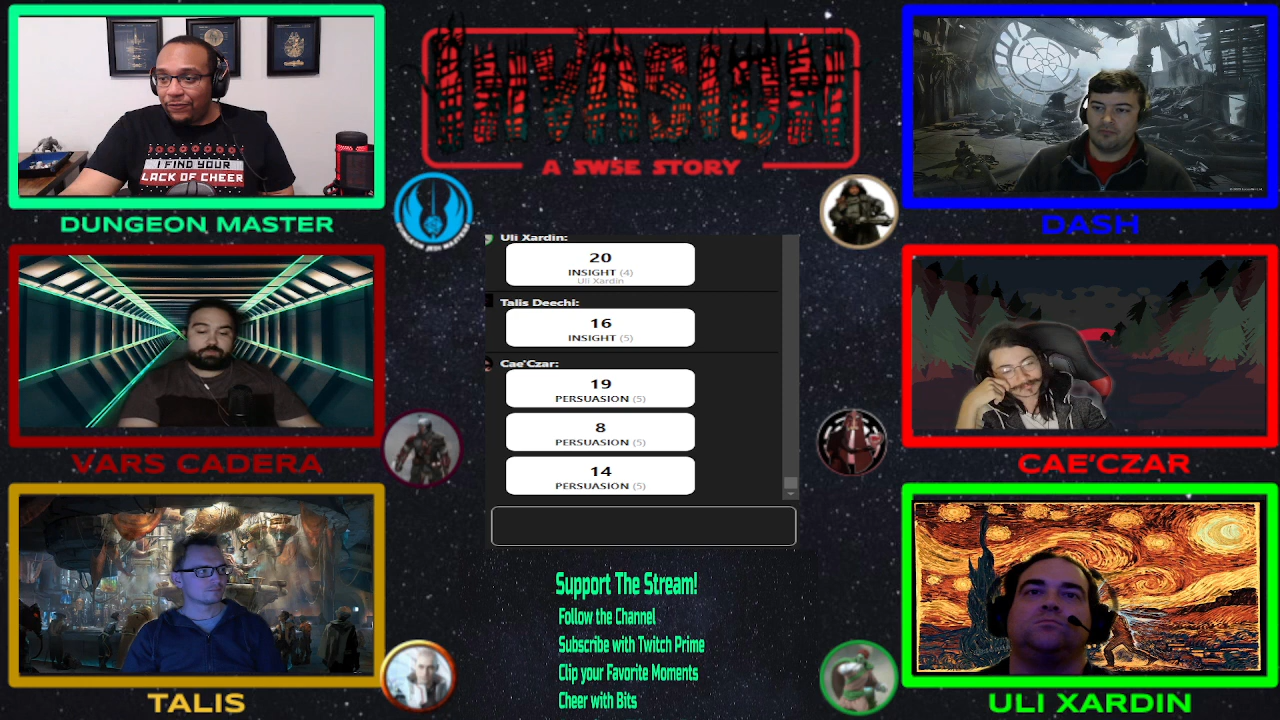 INVASION
A SWSE STORY
I FIND YOUR
LACK OF CHEER
DUNGEON MASTER
DASH
DUNGEON JEDI MASTERS
Uli Xardin:
20
INSIGHT (4)
Uli Xardin
Talis Deechi:
16
INSIGHT (5)
Cae'Czar:
19
PERSUASION (5)
8
PERSUASION (5)
14
PERSUASION (5)
VARS CADERA
CAE'CZAR
Support The Stream!
Follow the Channel
Subscribe with Twitch Prime
Clip your Favorite Moments
Cheer with Bits
TALIS
ULI XARDIN